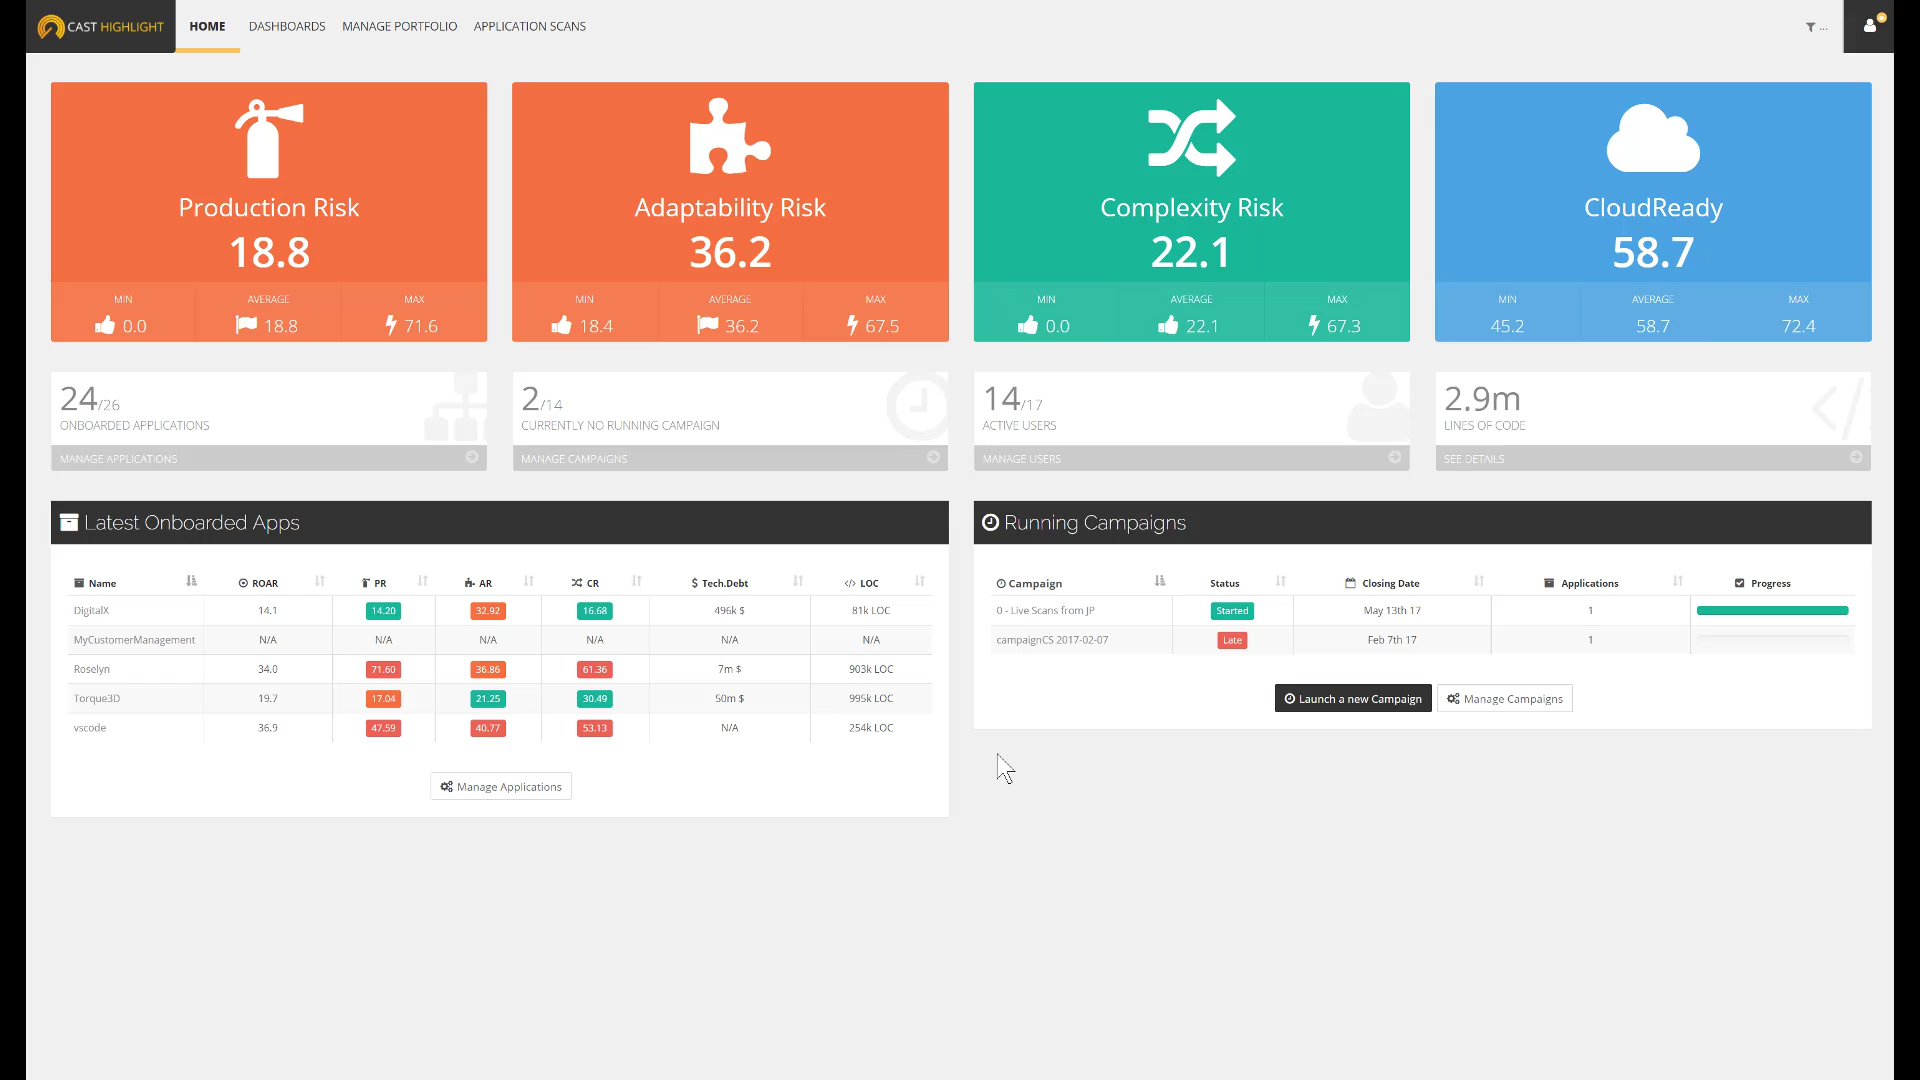 CAST HIGHLIGHT HOME DASHBOARDS MANAGE PORTFOLIO APPLICATION SCANS ...
Production Risk
18.8
MIN AVERAGE MAX
0.0 18.8 71.6
Adaptability Risk
36.2
MIN AVERAGE MAX
18.4 36.2 67.5
Complexity Risk
22.1
MIN AVERAGE MAX
0.0 22.1 67.3
CloudReady
58.7
MIN AVERAGE MAX
45.2 58.7 72.4
24/26
ONBOARDED APPLICATIONS
MANAGE APPLICATIONS
2/14
CURRENTLY NO RUNNING CAMPAIGN
MANAGE CAMPAIGNS
14/17
ACTIVE USERS
MANAGE USERS
2.9m
LINES OF CODE
SEE DETAILS
Latest Onboarded Apps
Name ROAR PR AR CR $ Tech.Debt </> LOC
DigitalX 14.1 14.20 32.92 16.68 496k $ 81k LOC
MyCustomerManagement N/A N/A N/A N/A N/A N/A
Roselyn 34.0 71.60 36.86 61.36 7m $ 903k LOC
Torque3D 19.7 17.04 21.25 30.49 50m $ 995k LOC
vscode 36.9 47.59 40.77 53.13 N/A 254k LOC
Manage Applications
Running Campaigns
Campaign Status Closing Date Applications Progress
0 - Live Scans from JP Started May 13th 17 1
campaignCS 2017-02-07 Late Feb 7th 17 1
Launch a new Campaign Manage Campaigns